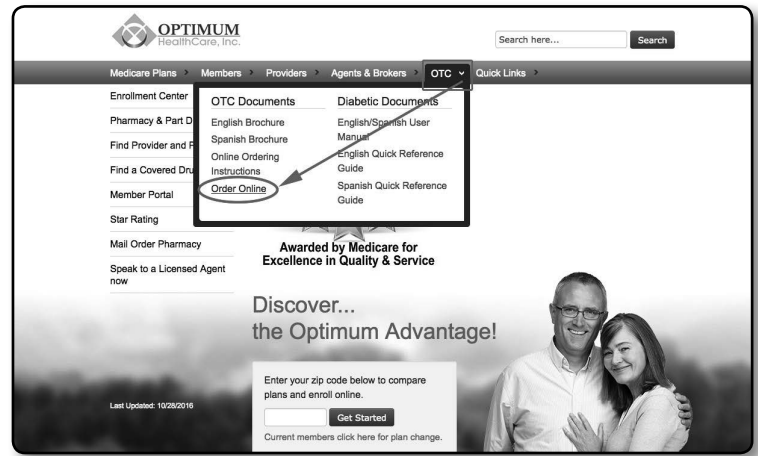 OPTIMUM
HealthCare, Inc.
Search here...
Search
Medicare Plans
Members
Providers
Agents & Brokers
OTC
Quick Links
Enrollment Center
Pharmacy & Part D
Find Provider and
Find a Covered
Member Portal
Star Rating
Mail Order Pharmacy
Speak to a Licensed Agent
now
OTC Documents
English Brochure
Spanish Brochure
Online Ordering
Instructions
Order Online
Diabetic Documents
English/Spanish User
Manual
English Quick Reference
Guide
Spanish Quick Reference
Guide
Awarded by Medicare for
Excellence in Quality & Service
Discover...
the Optimum Advantage!
Enter your zip code below to compare
plans and enroll online.
Get Started
Current members click here for plan change.
Last Updated: 10/28/2016